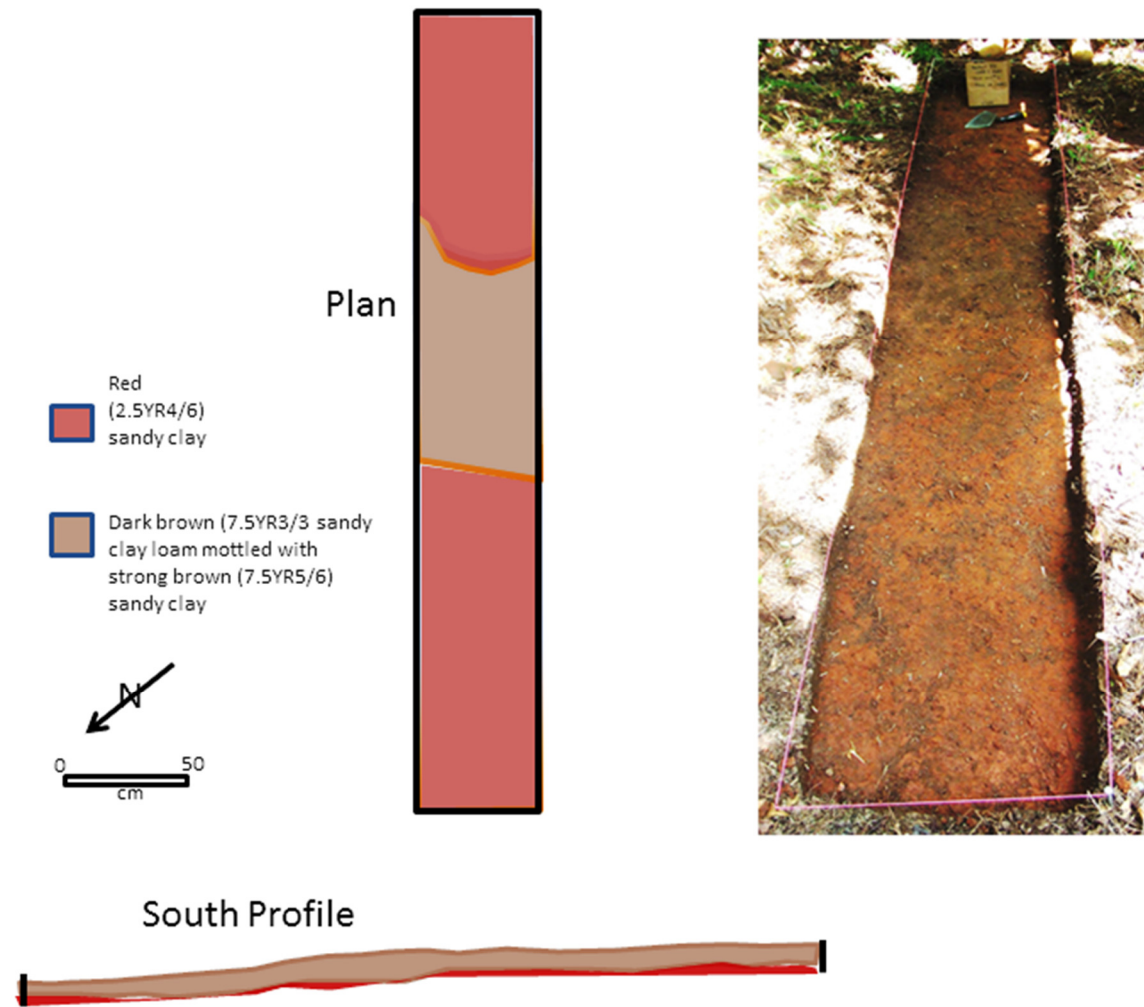 Plan
Red
(2.5YR4/6)
sandy clay
Dark brown (7.5YR3/3 sandy
clay loam mottled with
strong brown (7.5YR5/6)
sandy clay
N
0 50
cm
South Profile